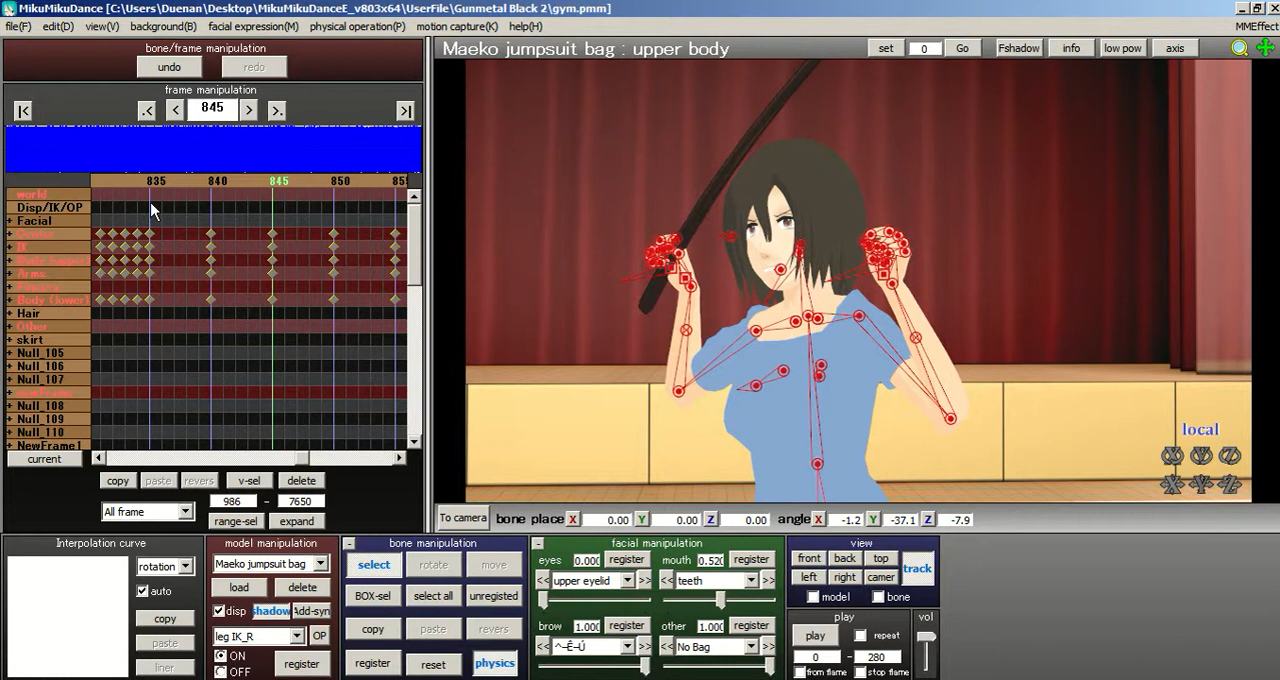 MikuMikuDance [C:\Users\Duenan\Desktop\MikuMikuDanceE_v803x64\UserFile\Gunmetal Black 2\gym.pmm]
file(F) edit(D) view(V) background(B) facial expression(M) physical operation(P) motion capture(K) help(H) MMEffect
bone/frame manipulation
undo redo
frame manipulation
|< .< < 845 > >. >|
835 840 845 850 855
world
Disp/IK/OP
+ Facial
+ Center
+ IK
+ Arms
+ Fingers
+ Body (lower)
+ Hair
+ Other
+ skirt
+ Null_105
+ Null_106
+ Null_107
+ Null_108
+ Null_109
+ Null_110
+ NewFrame1
current
copy paste revers v-sel delete
All frame 986 - 7650
range-sel expand
Maeko jumpsuit bag : upper body
set 0 Go Fshadow info low pow axis
local
X Y Z
X Y Z
To camera bone place X 0.00 Y 0.00 Z 0.00 angle X -1.2 Y -37.1 Z -7.9
Interpolation curve
rotation
auto
copy
paste
liner
model manipulation
Maeko jumpsuit bag
load delete
disp shadow Add-syn
leg IK_R OP
ON
OFF
register
- bone manipulation
select rotate move
BOX-sel select all unregisted
copy paste revers
register reset physics
- facial manipulation
eyes 0.000 register mouth 0.520 register
<< upper eyelid >> << teeth >>
brow 1.000 register other 1.000 register
<< ^-Ê-Ú >> << No Bag >>
view
front back top
left right camer
track
model bone
play
play repeat
0 - 280
from flame stop flame
vol